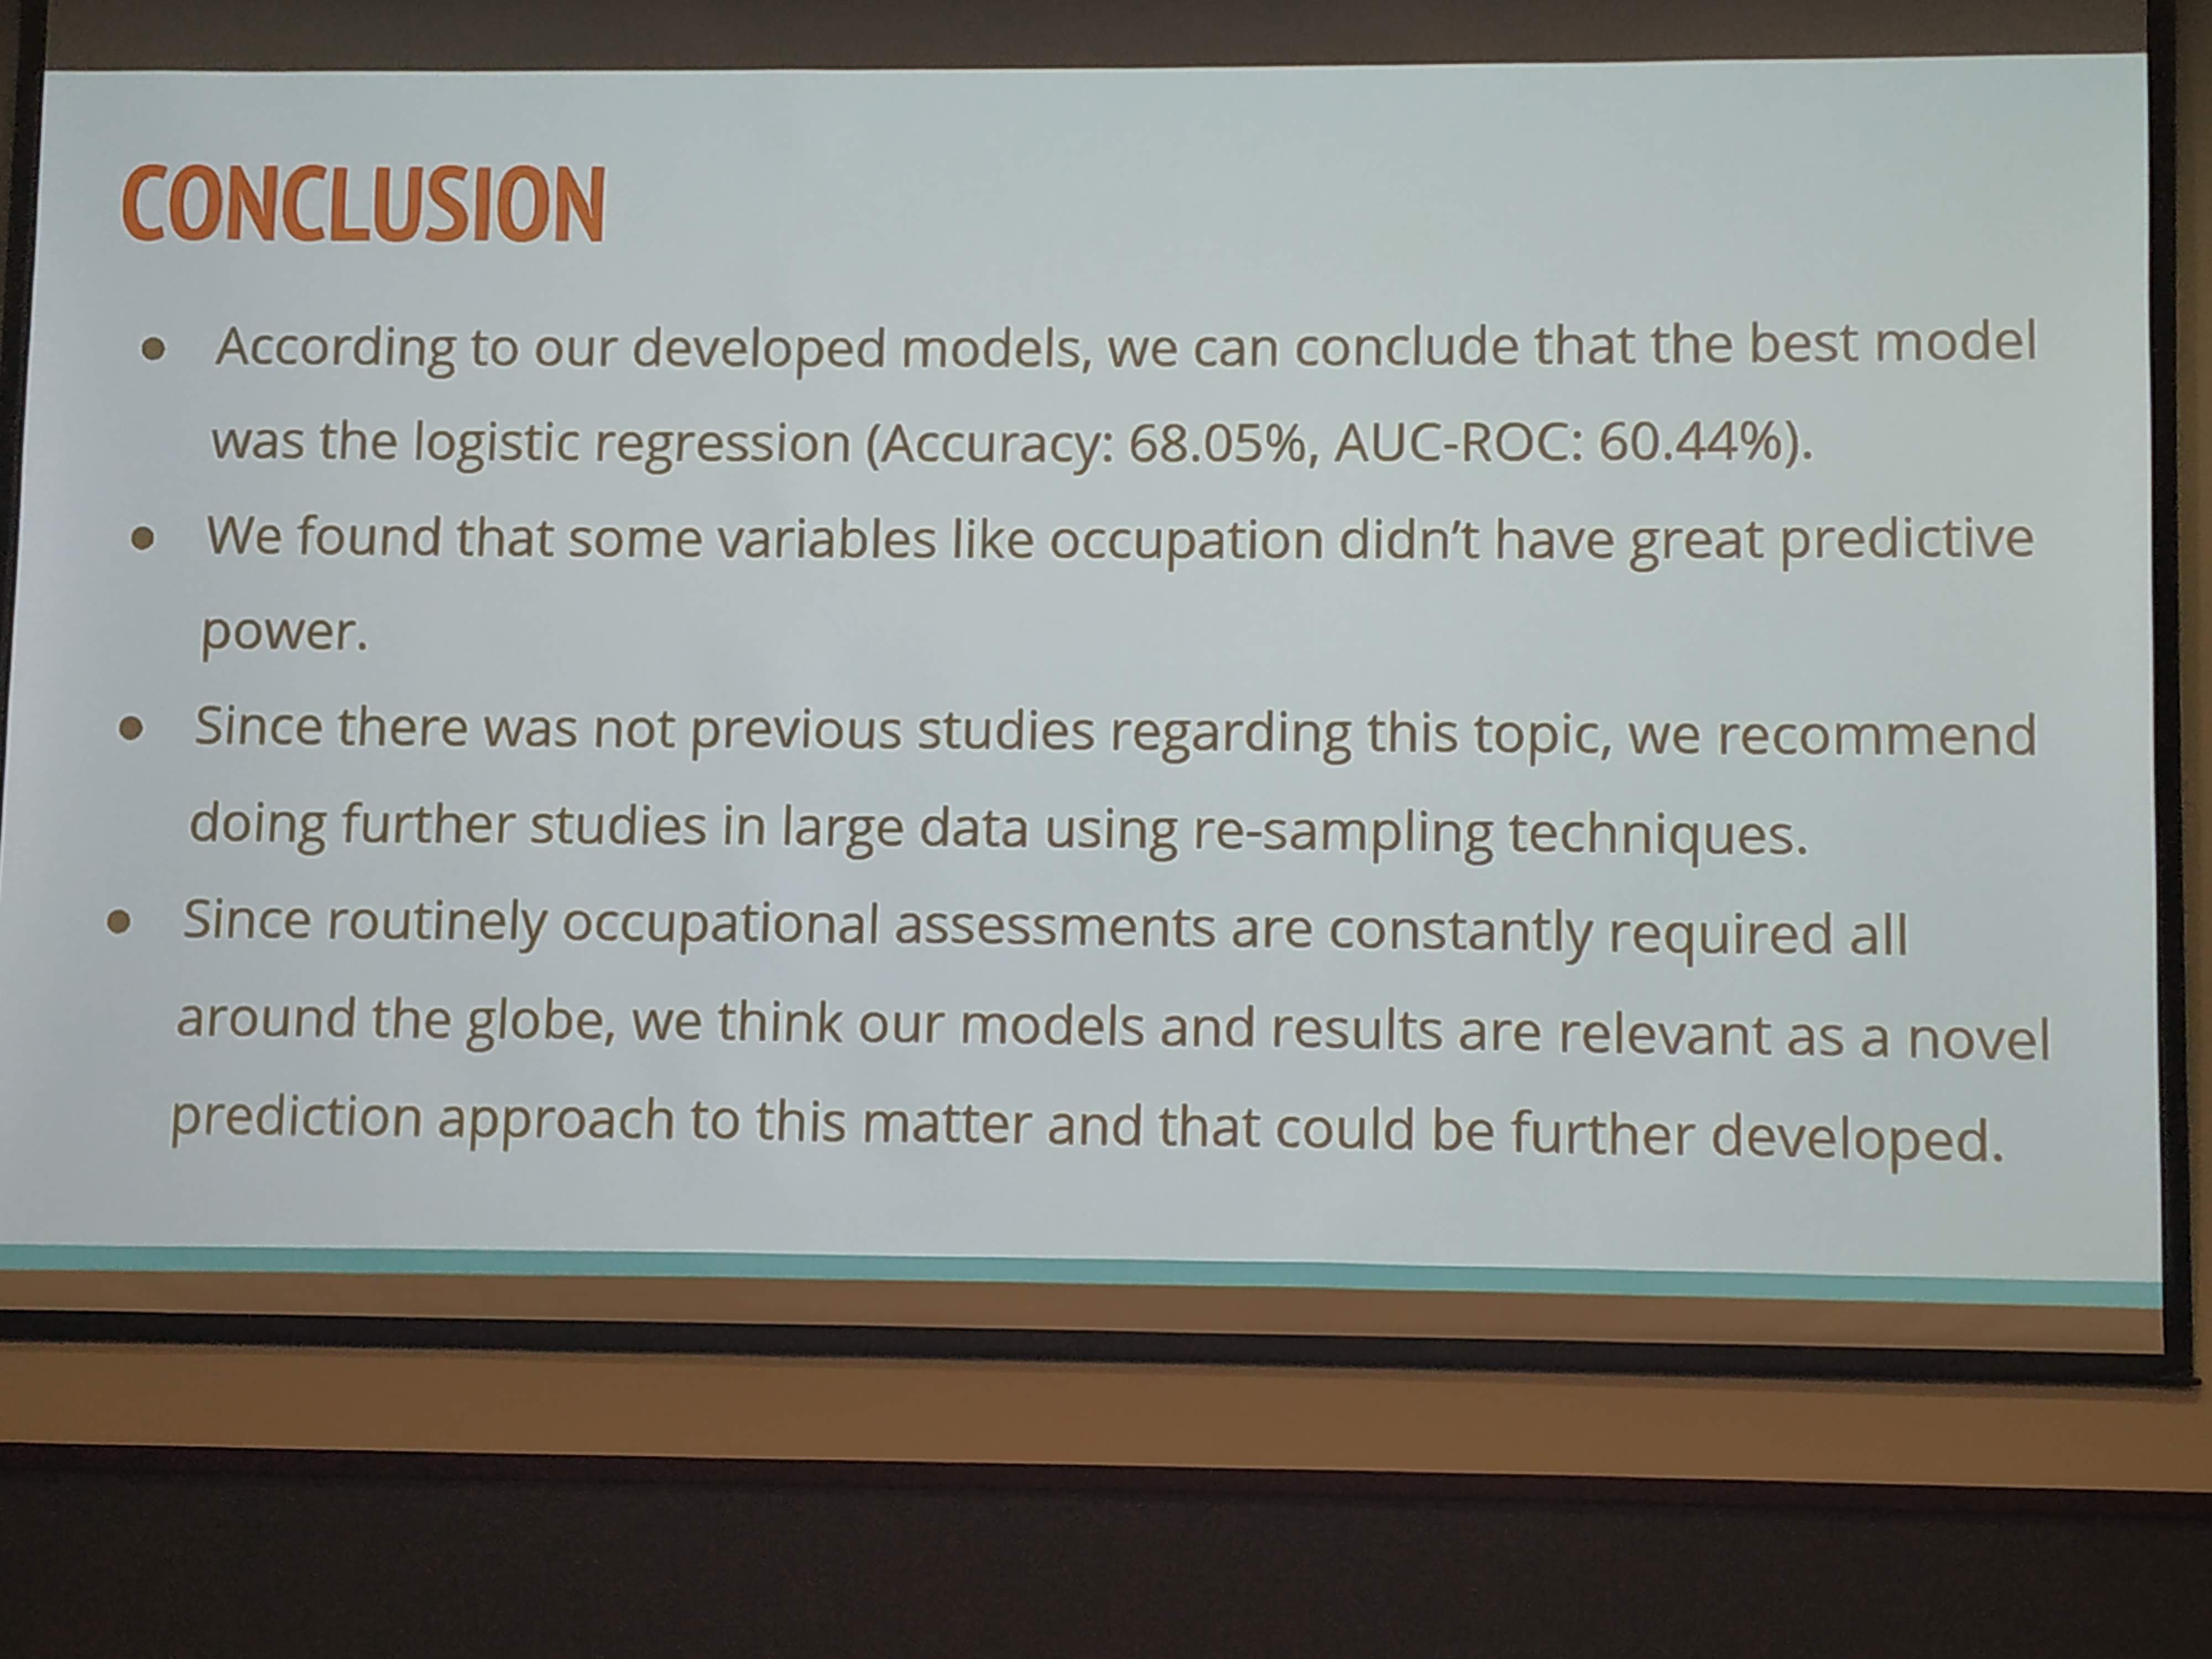 CONCLUSION
● According to our developed models, we can conclude that the best model
was the logistic regression (Accuracy: 68.05%, AUC-ROC: 60.44%).
● We found that some variables like occupation didn't have great predictive
power.
● Since there was not previous studies regarding this topic, we recommend
doing further studies in large data using re-sampling techniques.
● Since routinely occupational assessments are constantly required all
around the globe, we think our models and results are relevant as a novel
prediction approach to this matter and that could be further developed.